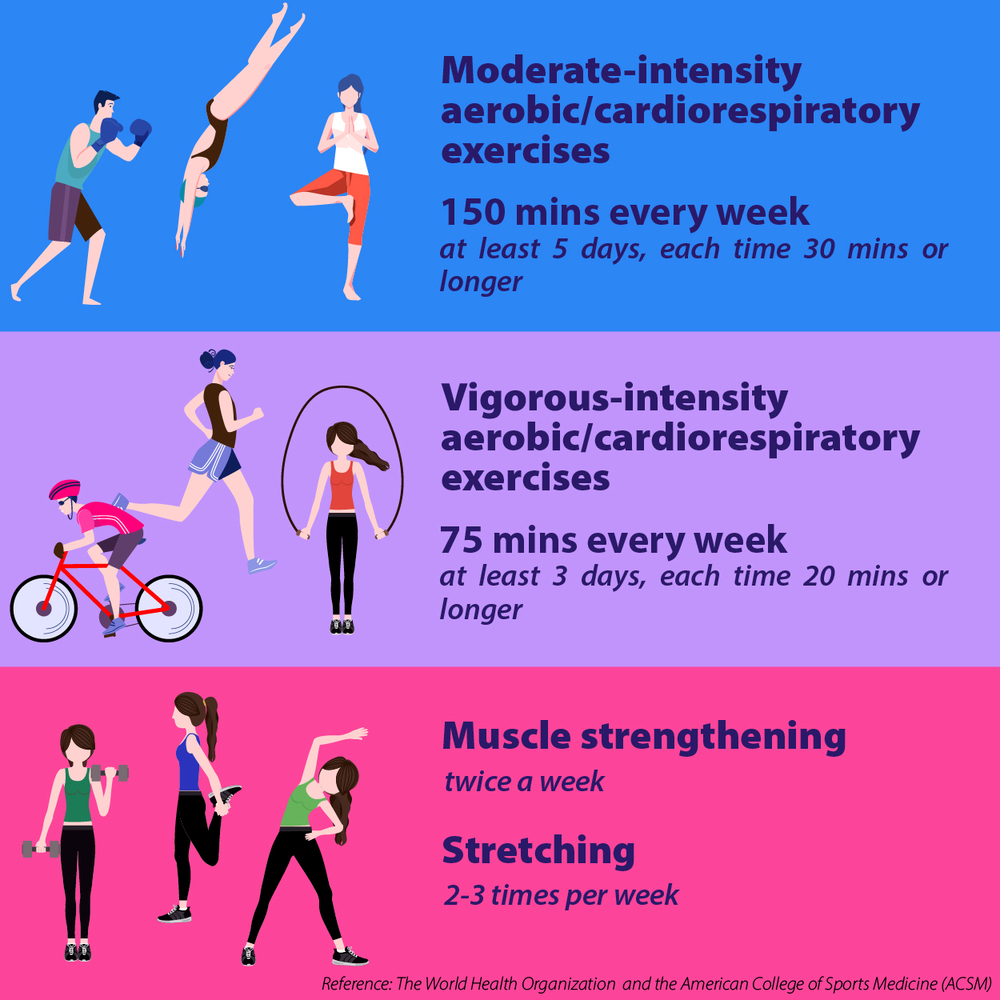 Moderate-intensity
aerobic/cardiorespiratory
exercises
150 mins every week
at least 5 days, each time 30 mins or
longer
Vigorous-intensity
aerobic/cardiorespiratory
exercises
75 mins every week
at least 3 days, each time 20 mins or
longer
Muscle strengthening
twice a week
Stretching
2-3 times per week
Reference: The World Health Organization and the American College of Sports Medicine (ACSM)